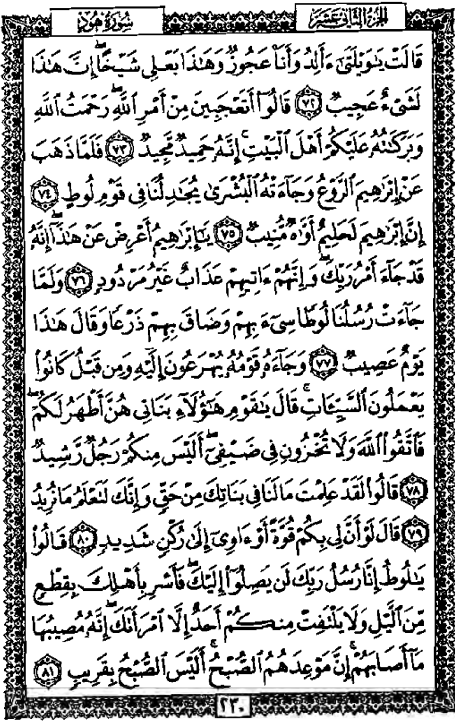 الجزء الثاني عشر
سورة هود
قَالَتْ يَـٰوَيْلَتَىٰٓ ءَأَلِدُ وَأَنَا۠ عَجُوزٌ وَهَـٰذَا بَعْلِى شَيْخًا ۖ إِنَّ هَـٰذَا
لَشَىْءٌ عَجِيبٌ ﴿٧٢﴾ قَالُوٓا۟ أَتَعْجَبِينَ مِنْ أَمْرِ ٱللَّهِ ۖ رَحْمَتُ ٱللَّهِ
وَبَرَكَـٰتُهُۥ عَلَيْكُمْ أَهْلَ ٱلْبَيْتِ ۚ إِنَّهُۥ حَمِيدٌ مَّجِيدٌ ﴿٧٣﴾ فَلَمَّا ذَهَبَ
عَنْ إِبْرَٰهِيمَ ٱلرَّوْعُ وَجَآءَتْهُ ٱلْبُشْرَىٰ يُجَـٰدِلُنَا فِى قَوْمِ لُوطٍ ﴿٧٤﴾
إِنَّ إِبْرَٰهِيمَ لَحَلِيمٌ أَوَّٰهٌ مُّنِيبٌ ﴿٧٥﴾ يَـٰٓإِبْرَٰهِيمُ أَعْرِضْ عَنْ هَـٰذَآ ۖ إِنَّهُۥ
قَدْ جَآءَ أَمْرُ رَبِّكَ ۖ وَإِنَّهُمْ ءَاتِيهِمْ عَذَابٌ غَيْرُ مَرْدُودٍ ﴿٧٦﴾ وَلَمَّا
جَآءَتْ رُسُلُنَا لُوطًا سِىٓءَ بِهِمْ وَضَاقَ بِهِمْ ذَرْعًا وَقَالَ هَـٰذَا
يَوْمٌ عَصِيبٌ ﴿٧٧﴾ وَجَآءَهُۥ قَوْمُهُۥ يُهْرَعُونَ إِلَيْهِ وَمِن قَبْلُ كَانُوا۟
يَعْمَلُونَ ٱلسَّيِّـَٔاتِ ۚ قَالَ يَـٰقَوْمِ هَـٰٓؤُلَآءِ بَنَاتِى هُنَّ أَطْهَرُ لَكُمْ ۖ
فَٱتَّقُوا۟ ٱللَّهَ وَلَا تُخْزُونِ فِى ضَيْفِىٓ ۖ أَلَيْسَ مِنكُمْ رَجُلٌ رَّشِيدٌ
﴿٧٨﴾ قَالُوا۟ لَقَدْ عَلِمْتَ مَا لَنَا فِى بَنَاتِكَ مِنْ حَقٍّ وَإِنَّكَ لَتَعْلَمُ مَا نُرِيدُ
﴿٧٩﴾ قَالَ لَوْ أَنَّ لِى بِكُمْ قُوَّةً أَوْ ءَاوِىٓ إِلَىٰ رُكْنٍ شَدِيدٍ ﴿٨٠﴾ قَالُوا۟
يَـٰلُوطُ إِنَّا رُسُلُ رَبِّكَ لَن يَصِلُوٓا۟ إِلَيْكَ ۖ فَأَسْرِ بِأَهْلِكَ بِقِطْعٍ
مِّنَ ٱلَّيْلِ وَلَا يَلْتَفِتْ مِنكُمْ أَحَدٌ إِلَّا ٱمْرَأَتَكَ ۖ إِنَّهُۥ مُصِيبُهَا
مَآ أَصَابَهُمْ ۚ إِنَّ مَوْعِدَهُمُ ٱلصُّبْحُ ۚ أَلَيْسَ ٱلصُّبْحُ بِقَرِيبٍ ﴿٨١﴾
٢٣٠